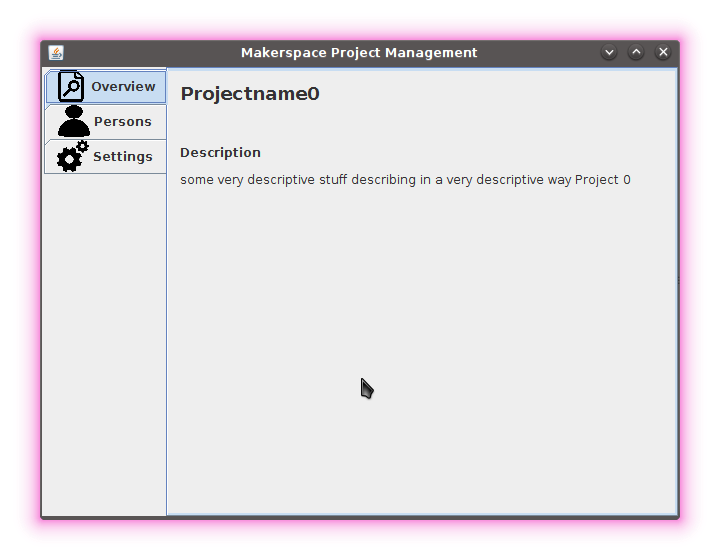 Makerspace Project Management
Overview
Persons
Settings
Projectname0
Description
some very descriptive stuff describing in a very descriptive way Project 0